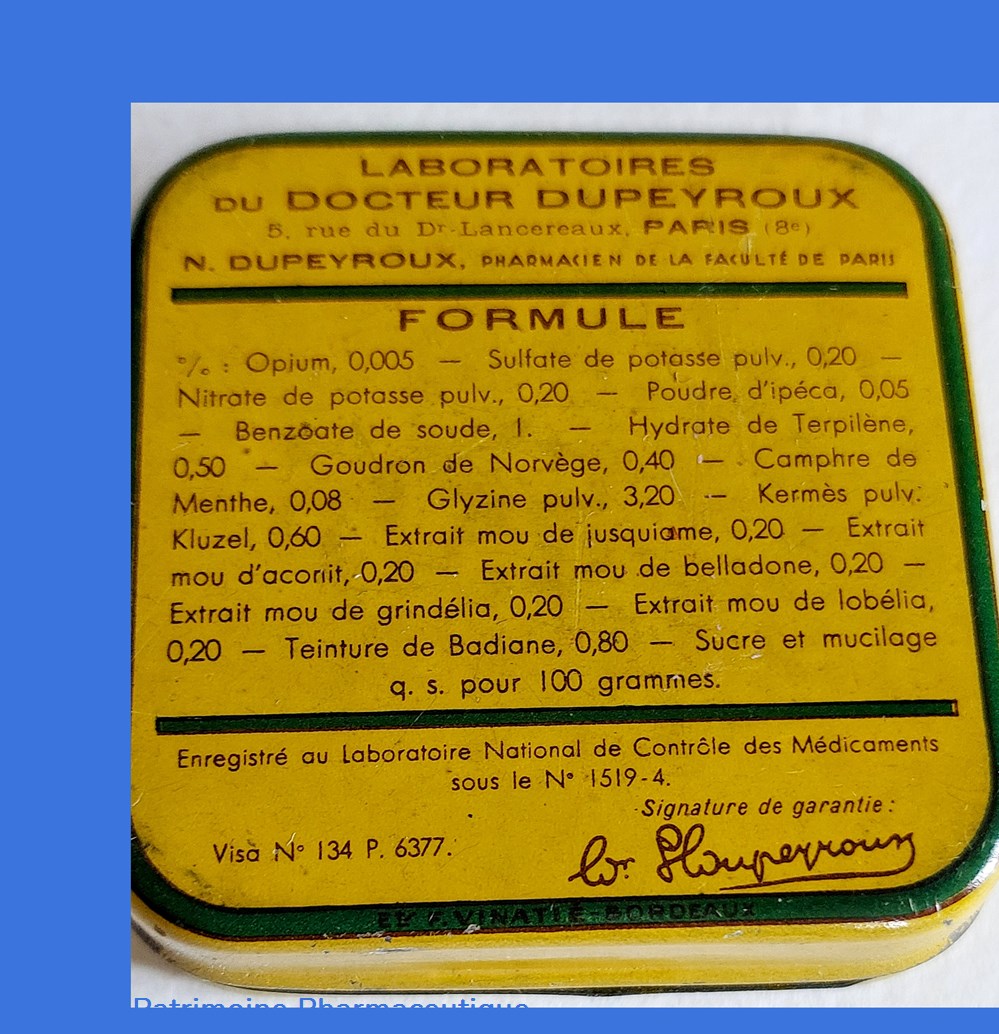 LABORATOIRES
DU DOCTEUR DUPEYROUX
5, rue du Dr Lancereaux, PARIS (8e)
N. DUPEYROUX, PHARMACIEN DE LA FACULTÉ DE PARIS
FORMULE
% : Opium, 0,005 — Sulfate de potasse pulv., 0,20 —
Nitrate de potasse pulv., 0,20 — Poudre d'ipéca, 0,05
— Benzoate de soude, 1. — Hydrate de Terpilène,
0,50 — Goudron de Norvège, 0,40 — Camphre de
Menthe, 0,08 — Glyzine pulv., 3,20 — Kermès pulv.
Kluzel, 0,60 — Extrait mou de jusquiame, 0,20 — Extrait
mou d'aconit, 0,20 — Extrait mou de belladone, 0,20 —
Extrait mou de grindélia, 0,20 — Extrait mou de lobélia,
0,20 — Teinture de Badiane, 0,80 — Sucre et mucilage
q. s. pour 100 grammes.
Enregistré au Laboratoire National de Contrôle des Médicaments
sous le N° 1519-4.
Signature de garantie :
Visa N° 134 P. 6377.
Dr Dupeyroux
VINATIÉ BORDEAUX
Patrimoine Pharmaceutique